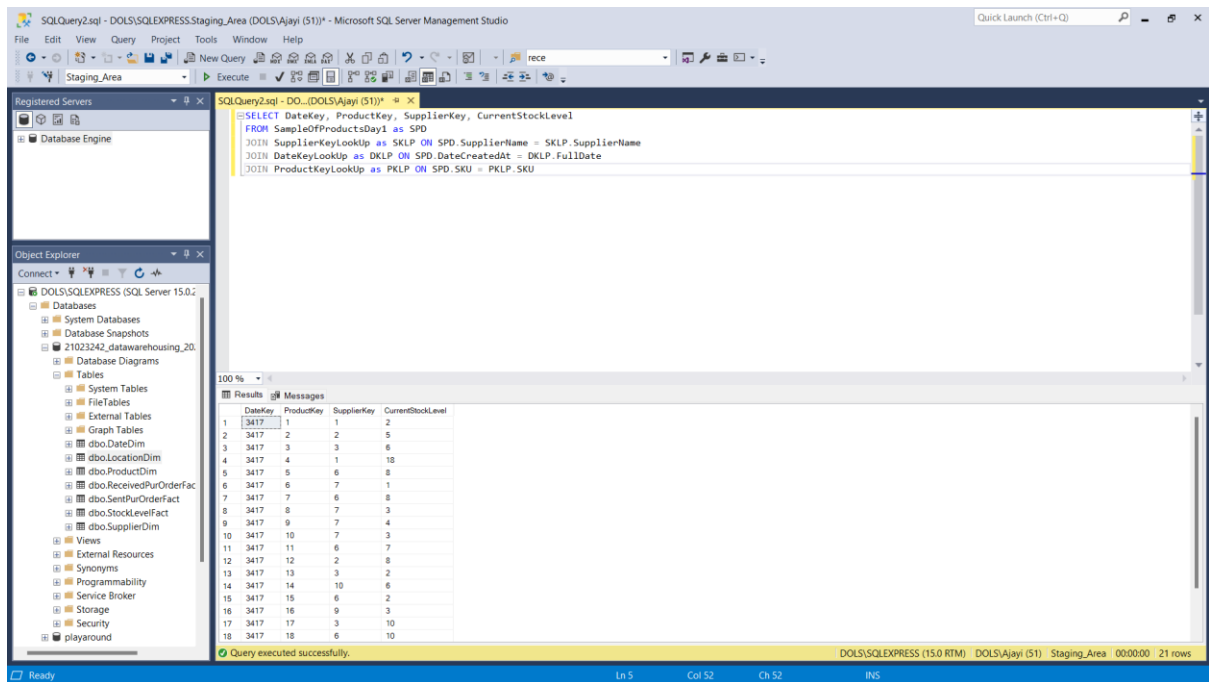 SQLQuery2.sql - DOLS\SQLEXPRESS.Staging_Area (DOLS\Ajayi (51))* - Microsoft SQL Server Management Studio
Quick Launch (Ctrl+Q)
File Edit View Query Project Tools Window Help
New Query
rece
Staging_Area
Execute
Registered Servers
Database Engine
SQLQuery2.sql - DO...(DOLS\Ajayi (51))*
SELECT DateKey, ProductKey, SupplierKey, CurrentStockLevel
FROM SampleOfProductsDay1 as SPD
JOIN SupplierKeyLookUp as SKLP ON SPD.SupplierName = SKLP.SupplierName
JOIN DateKeyLookUp as DKLP ON SPD.DateCreatedAt = DKLP.FullDate
JOIN ProductKeyLookUp as PKLP ON SPD.SKU = PKLP.SKU
Object Explorer
Connect
DOLS\SQLEXPRESS (SQL Server 15.0.2
Databases
System Databases
Database Snapshots
21023242_datawarehousing_20.
Database Diagrams
Tables
System Tables
FileTables
External Tables
Graph Tables
dbo.DateDim
dbo.LocationDim
dbo.ProductDim
dbo.ReceivedPurOrderFac
dbo.SentPurOrderFact
dbo.StockLevelFact
dbo.SupplierDim
Views
External Resources
Synonyms
Programmability
Service Broker
Storage
Security
playaround
100 %
Results Messages
DateKey ProductKey SupplierKey CurrentStockLevel
1 3417 1 1 2
2 3417 2 2 5
3 3417 3 3 6
4 3417 4 1 18
5 3417 5 6 8
6 3417 6 7 1
7 3417 7 6 8
8 3417 8 7 3
9 3417 9 7 4
10 3417 10 7 3
11 3417 11 6 7
12 3417 12 2 8
13 3417 13 3 2
14 3417 14 10 6
15 3417 15 6 2
16 3417 16 9 3
17 3417 17 3 10
18 3417 18 6 10
Query executed successfully.
DOLS\SQLEXPRESS (15.0 RTM) DOLS\Ajayi (51) Staging_Area 00:00:00 21 rows
Ready Ln 5 Col 52 Ch 52 INS